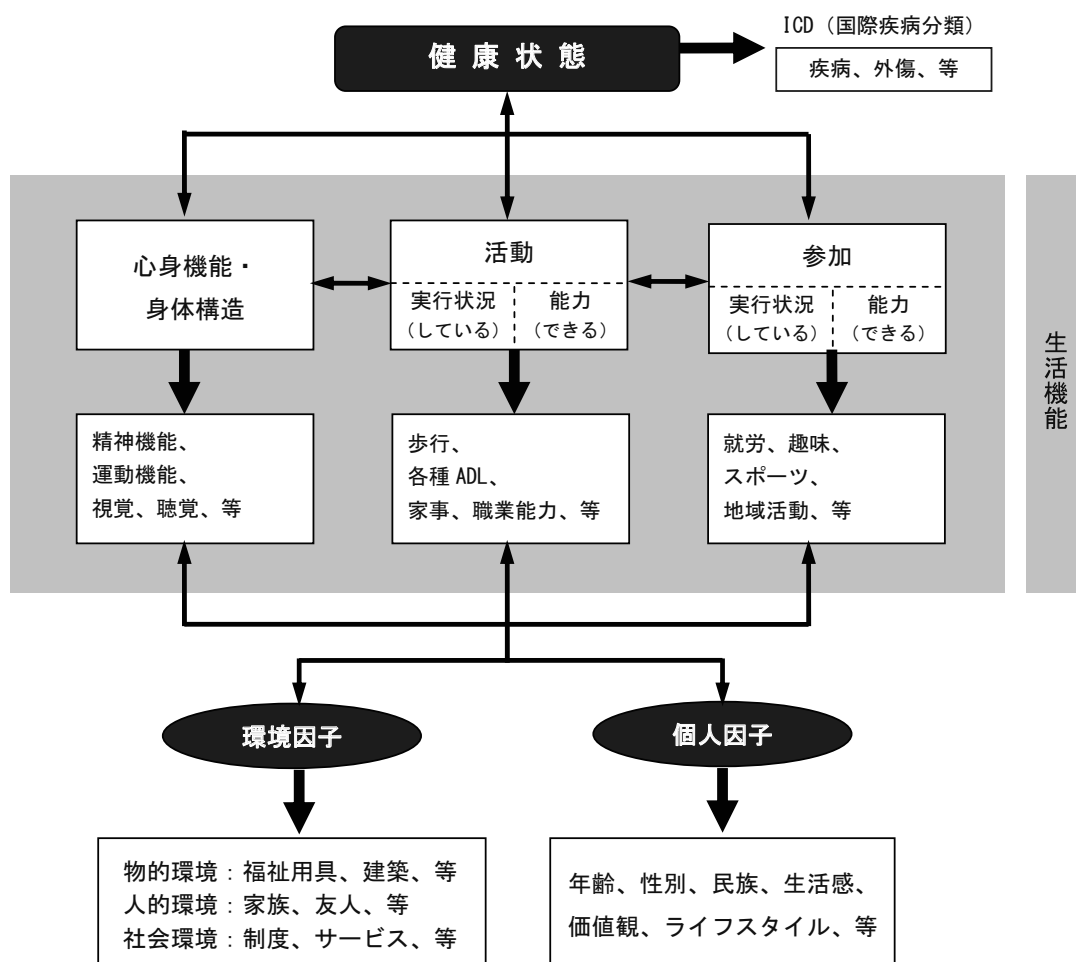 ICD（国際疾病分類）
健康状態
疾病、外傷、等
心身機能・
身体構造
活動
実行状況
（している）
能力
（できる）
参加
実行状況
（している）
能力
（できる）
生活機能
精神機能、
運動機能、
視覚、聴覚、等
歩行、
各種 ADL、
家事、職業能力、等
就労、趣味、
スポーツ、
地域活動、等
環境因子
個人因子
物的環境：福祉用具、建築、等
人的環境：家族、友人、等
社会環境：制度、サービス、等
年齢、性別、民族、生活感、
価値観、ライフスタイル、等